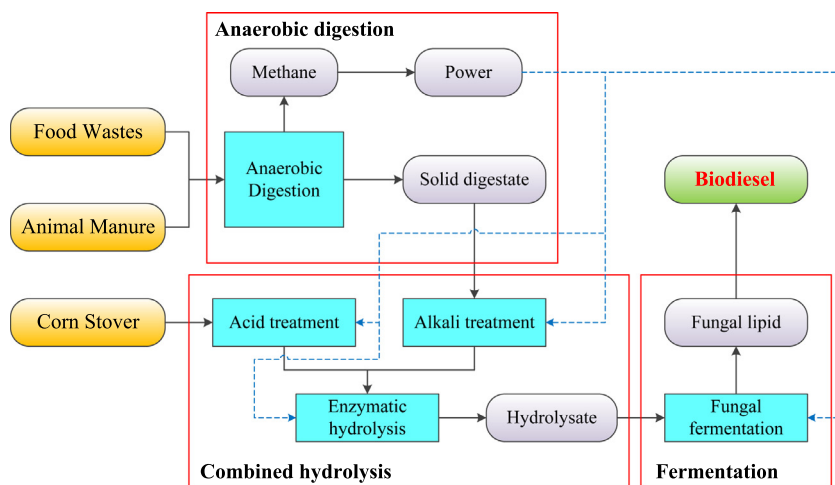 Anaerobic digestion
Methane
Power
Food Wastes
Anaerobic
Digestion
Solid digestate
Biodiesel
Animal Manure
Corn Stover
Acid treatment
Alkali treatment
Fungal lipid
Enzymatic
hydrolysis
Hydrolysate
Fungal
fermentation
Combined hydrolysis
Fermentation